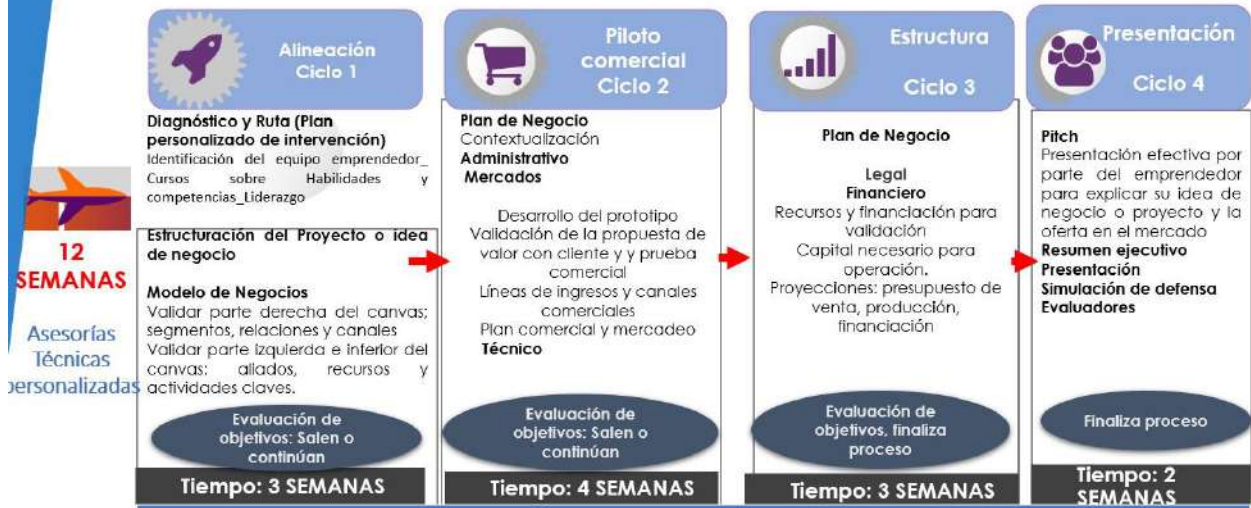 12
SEMANAS
Asesorías
Técnicas
personalizadas
Alineación
Ciclo 1
Diagnóstico y Ruta (Plan
personalizado de intervención)
Identificación del equipo emprendedor_
Cursos sobre Habilidades y
competencias_Liderazgo
Estructuración del Proyecto o idea
de negocio
Modelo de Negocios
Validar parte derecha del canvas:
segmentos, relaciones y canales
Validar parte izquierda e inferior del
canvas: aliados, recursos y
actividades claves.
Evaluación de
objetivos: Salen o
continúan
Tiempo: 3 SEMANAS
Piloto
comercial
Ciclo 2
Plan de Negocio
Contextualización
Administrativo
Mercados
Desarrollo del prototipo
Validación de la propuesta de
valor con cliente y y prueba
comercial
Líneas de ingresos y canales
comerciales
Plan comercial y mercadeo
Técnico
Evaluación de
objetivos: Salen o
continúan
Tiempo: 4 SEMANAS
Estructura
Ciclo 3
Plan de Negocio
Legal
Financiero
Recursos y financiación para
validación
Capital necesario para
operación.
Proyecciones: presupuesto de
venta, producción,
financiación
Evaluación de
objetivos, finaliza
proceso
Tiempo: 3 SEMANAS
Presentación
Ciclo 4
Pitch
Presentación efectiva por
parte del emprendedor
para explicar su idea de
negocio o proyecto y la
oferta en el mercado
Resumen ejecutivo
Presentación
Simulación de defensa
Evaluadores
Finaliza proceso
Tiempo: 2
SEMANAS